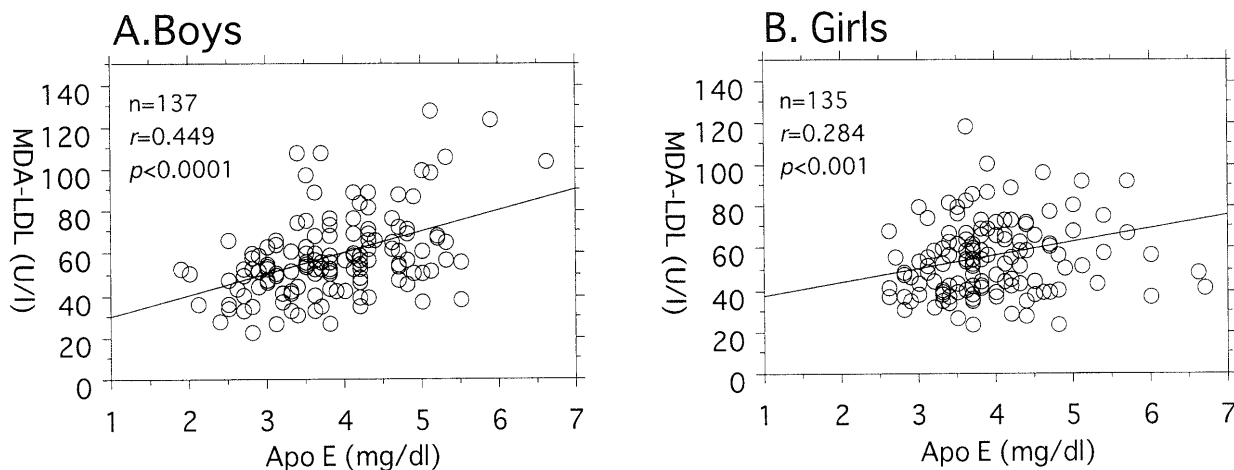 A.Boys
140
120
100
80
60
40
20
0
MDA-LDL (U/l)
n=137
r=0.449
p<0.0001
1 2 3 4 5 6 7
Apo E (mg/dl)
B. Girls
140
120
100
80
60
40
20
0
MDA-LDL (U/l)
n=135
r=0.284
p<0.001
1 2 3 4 5 6 7
Apo E (mg/dl)